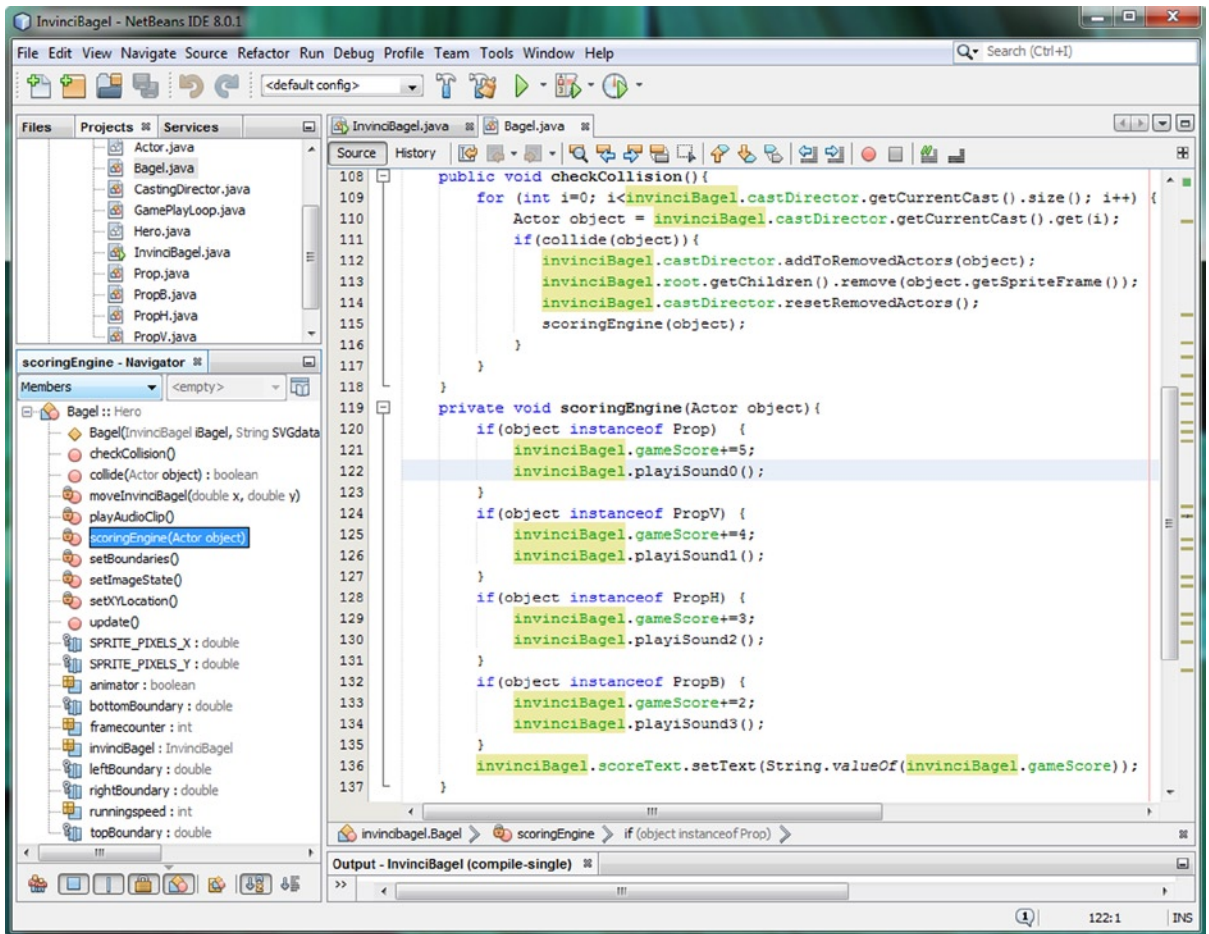 InvinciBagel - NetBeans IDE 8.0.1
File Edit View Navigate Source Refactor Run Debug Profile Team Tools Window Help
Search (Ctrl+I)
<default config>
Files Projects Services
Actor.java
Bagel.java
CastingDirector.java
GamePlayLoop.java
Hero.java
InvinciBagel.java
Prop.java
PropB.java
PropH.java
PropV.java
scoringEngine - Navigator
Members <empty>
Bagel :: Hero
Bagel(InvinciBagel iBagel, String SVGdata
checkCollision()
collide(Actor object) : boolean
moveInvinciBagel(double x, double y)
playAudioClip()
scoringEngine(Actor object)
setBoundaries()
setImageState()
setXYLocation()
update()
SPRITE_PIXELS_X : double
SPRITE_PIXELS_Y : double
animator : boolean
bottomBoundary : double
framecounter : int
invinciBagel : InvinciBagel
leftBoundary : double
rightBoundary : double
runningspeed : int
topBoundary : double
InvinciBagel.java Bagel.java
Source History
108 public void checkCollision(){
109 for (int i=0; i<invinciBagel.castDirector.getCurrentCast().size(); i++) {
110 Actor object = invinciBagel.castDirector.getCurrentCast().get(i);
111 if(collide(object)){
112 invinciBagel.castDirector.addToRemovedActors(object);
113 invinciBagel.root.getChildren().remove(object.getSpriteFrame());
114 invinciBagel.castDirector.resetRemovedActors();
115 scoringEngine(object);
116 }
117 }
118 }
119 private void scoringEngine(Actor object){
120 if(object instanceof Prop) {
121 invinciBagel.gameScore+=5;
122 invinciBagel.playiSound0();
123 }
124 if(object instanceof PropV) {
125 invinciBagel.gameScore+=4;
126 invinciBagel.playiSound1();
127 }
128 if(object instanceof PropH) {
129 invinciBagel.gameScore+=3;
130 invinciBagel.playiSound2();
131 }
132 if(object instanceof PropB) {
133 invinciBagel.gameScore+=2;
134 invinciBagel.playiSound3();
135 }
136 invinciBagel.scoreText.setText(String.valueOf(invinciBagel.gameScore));
137 }
invincibagel.Bagel scoringEngine if (object instanceof Prop)
Output - InvinciBagel (compile-single)
1 122:1 INS